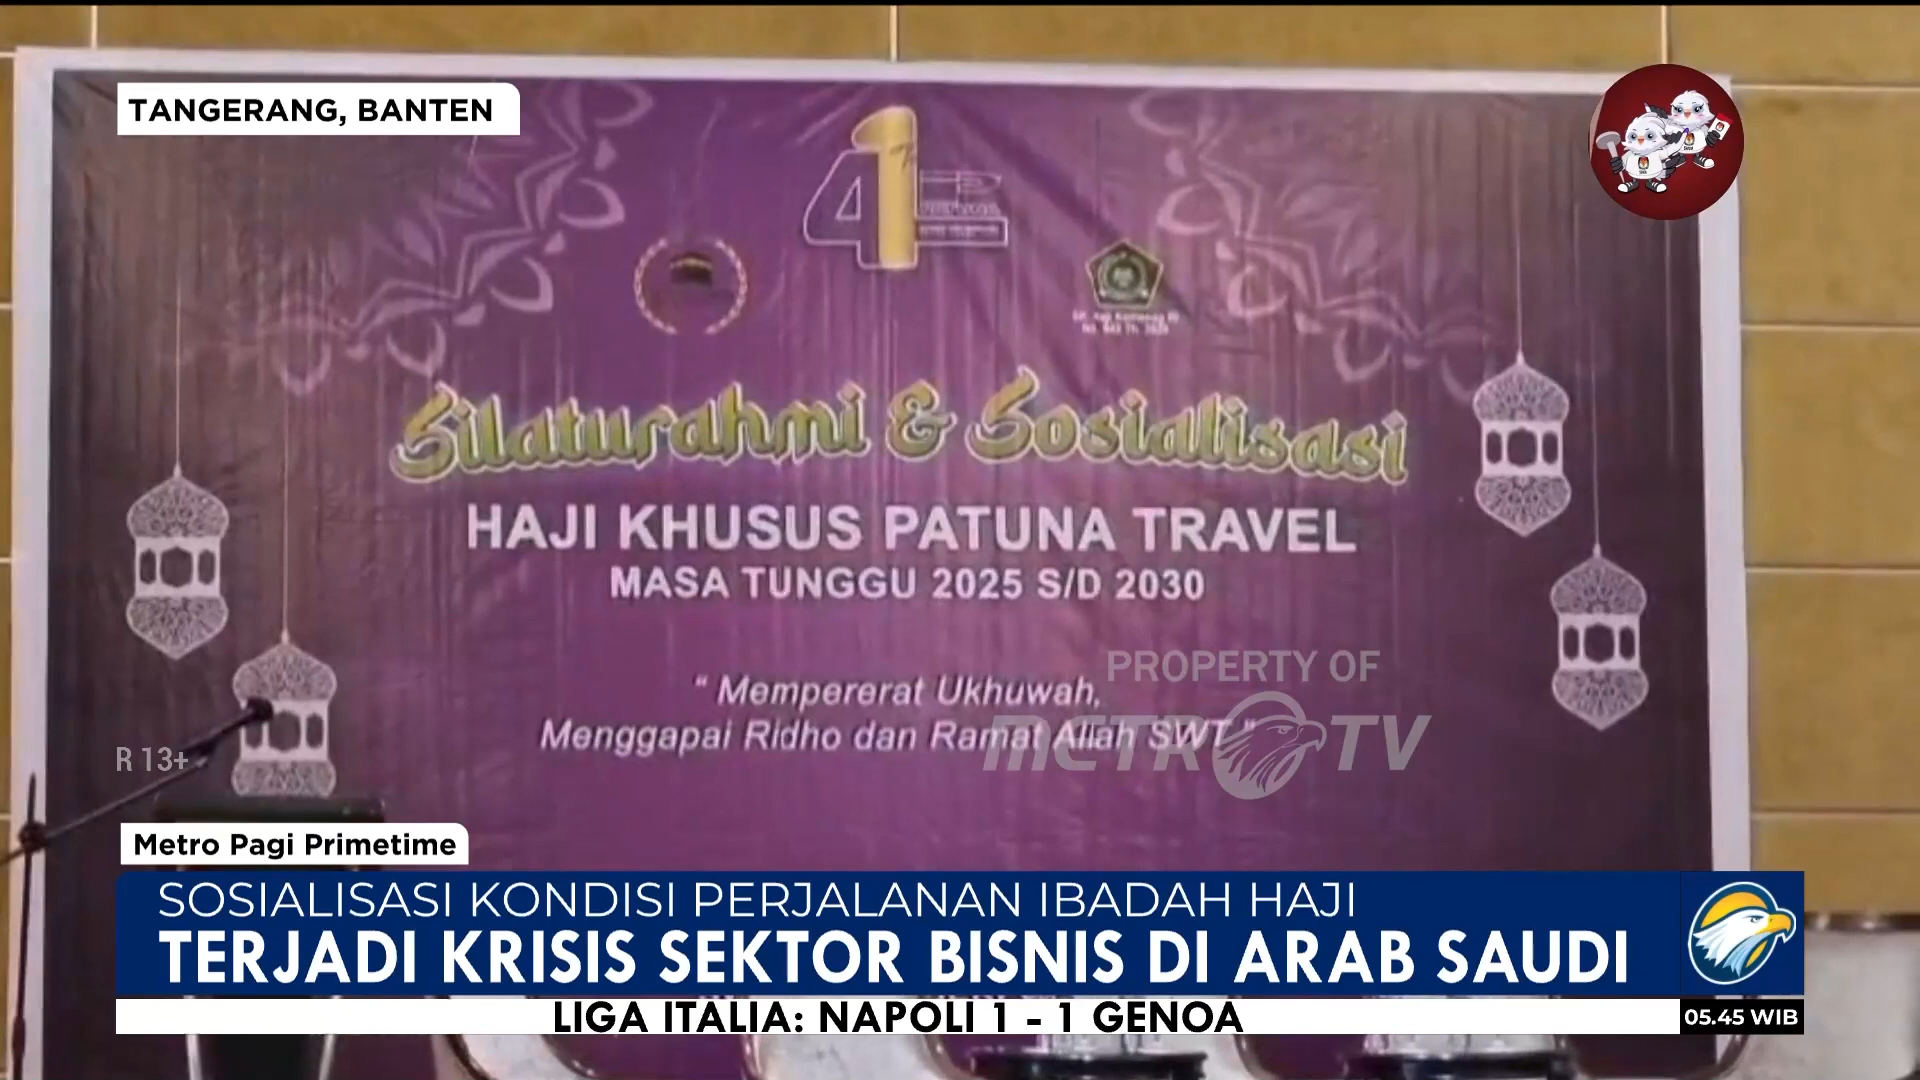 TANGERANG, BANTEN
41
Silaturahmi & Sosialisasi
HAJI KHUSUS PATUNA TRAVEL
MASA TUNGGU 2025 S/D 2030
“ Mempererat Ukhuwah,
Menggapai Ridho dan Ramat Allah SWT "
PROPERTY OF
METRO TV
R 13+
Metro Pagi Primetime
SOSIALISASI KONDISI PERJALANAN IBADAH HAJI
TERJADI KRISIS SEKTOR BISNIS DI ARAB SAUDI
LIGA ITALIA: NAPOLI 1 - 1 GENOA
05.45 WIB